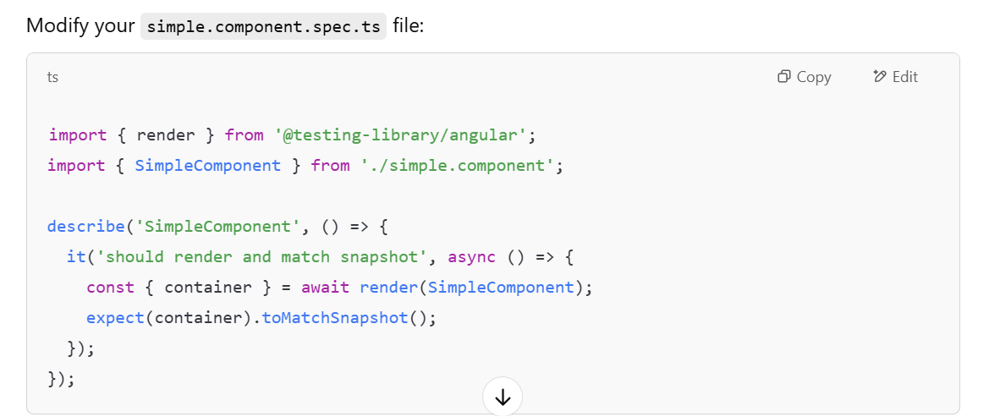 Modify your simple.component.spec.ts file:
ts Copy Edit
import { render } from '@testing-library/angular';
import { SimpleComponent } from './simple.component';
describe('SimpleComponent', () => {
it('should render and match snapshot', async () => {
const { container } = await render(SimpleComponent);
expect(container).toMatchSnapshot();
});
});